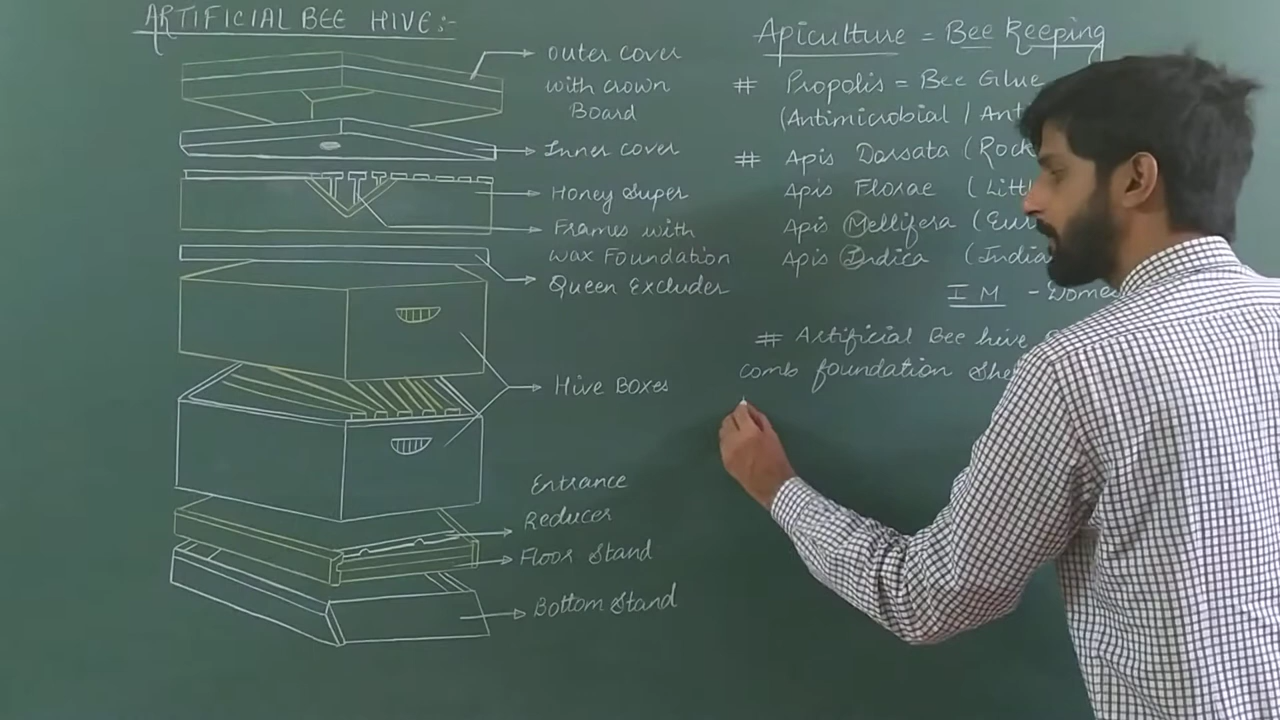 ARTIFICIAL BEE HIVE:-
Outer cover
with crown
Board
Inner cover
Honey Super
Frames with
wax Foundation
Queen Excluder
Hive Boxes
Entrance
Reducer
Floor Stand
Bottom Stand
Apiculture = Bee Keeping
# Propolis = Bee Glue
(Antimicrobial / Ant
# Apis Dorsata (Rock
Apis Florae (Litt
Apis Mellifera (Eur
Apis Indica (India
I M - Dome
# Artificial Bee hive
comb foundation She